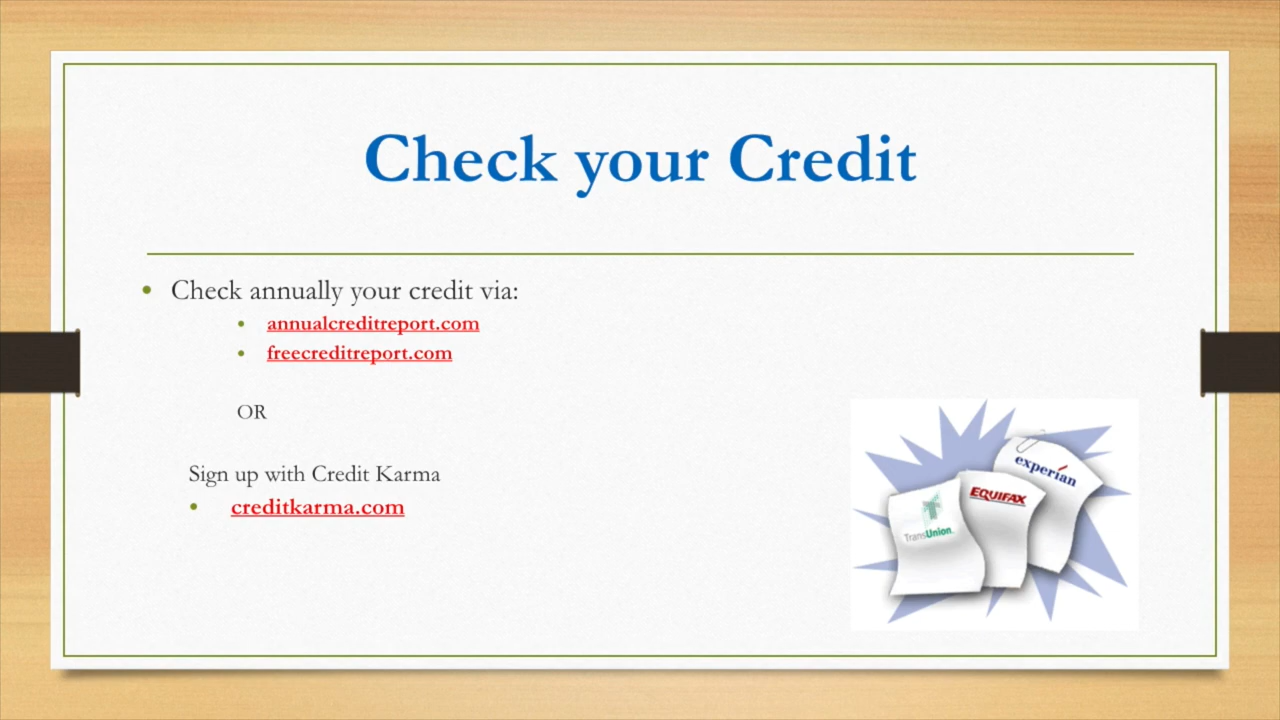 Check your Credit
• Check annually your credit via:
• annualcreditreport.com
• freecreditreport.com
OR
Sign up with Credit Karma
• creditkarma.com
experian
EQUIFAX
TransUnion